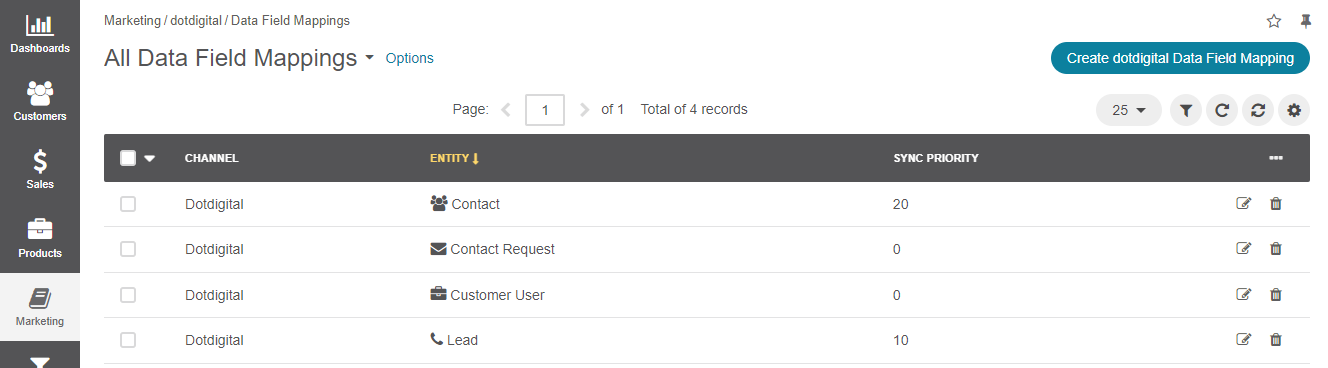 Marketing / dotdigital / Data Field Mappings
All Data Field Mappings Options
Create dotdigital Data Field Mapping
Page: 1 of 1 Total of 4 records
25
CHANNEL ENTITY SYNC PRIORITY
Dotdigital Contact 20
Dotdigital Contact Request 0
Dotdigital Customer User 0
Dotdigital Lead 10
Dashboards
Customers
Sales
Products
Marketing